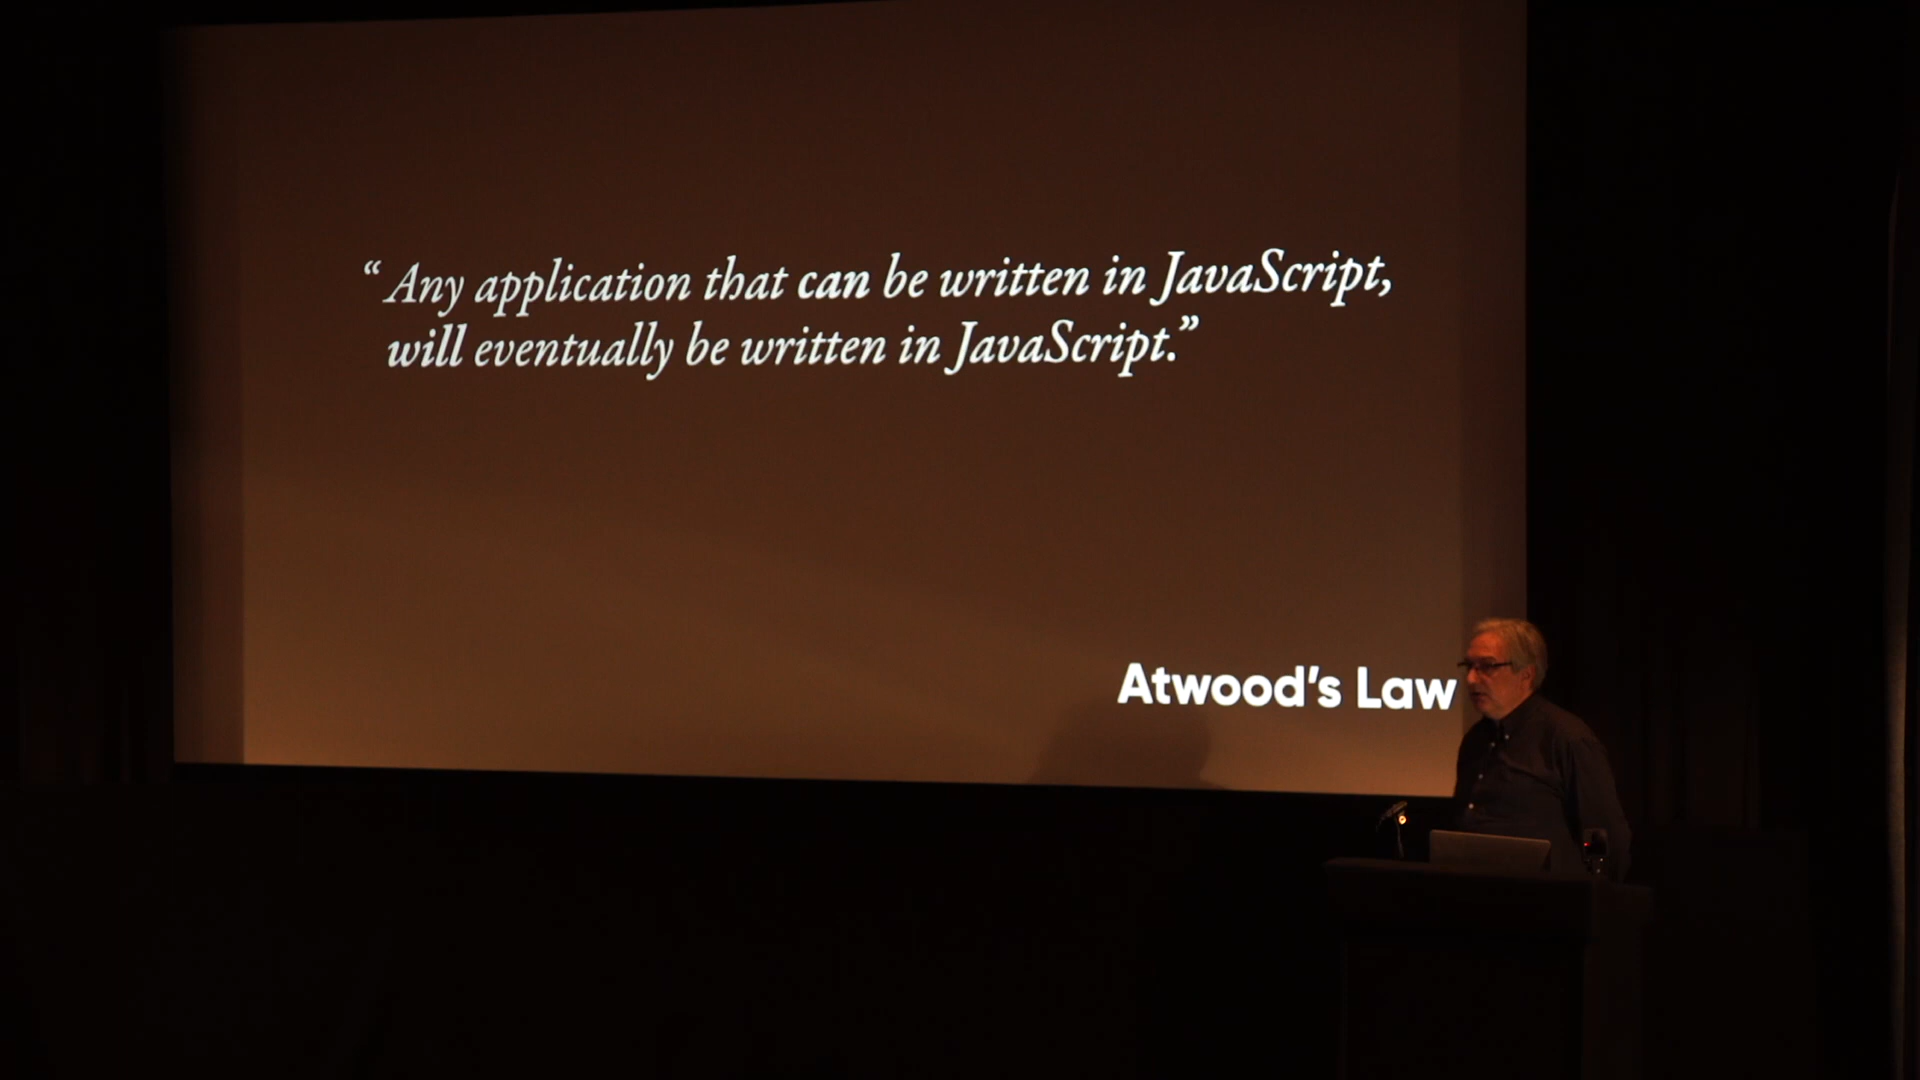 “ Any application that can be written in JavaScript,
will eventually be written in JavaScript.”
Atwood’s Law